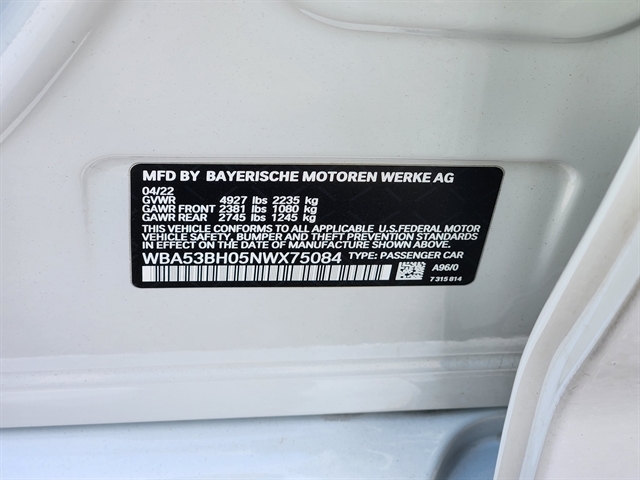 MFD BY BAYERISCHE MOTOREN WERKE AG
04/22
GVWR 4927 lbs 2235 kg
GAWR FRONT 2381 lbs 1080 kg
GAWR REAR 2745 lbs 1245 kg
THIS VEHICLE CONFORMS TO ALL APPLICABLE U.S.FEDERAL MOTOR
VEHICLE SAFETY, BUMPER, AND THEFT PREVENTION STANDARDS
IN EFFECT ON THE DATE OF MANUFACTURE SHOWN ABOVE.
WBA53BH05NWX75084 TYPE: PASSENGER CAR
A96/0
7 315 814